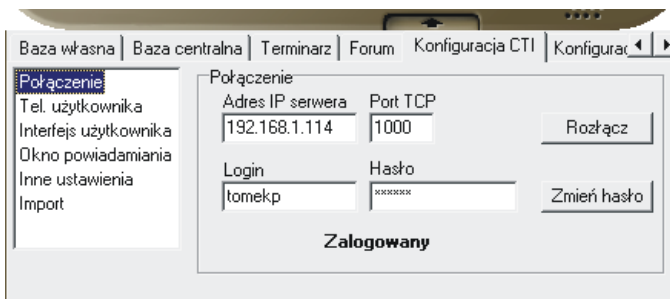 Baza własna Baza centralna Terminarz Forum Konfiguracja CTI Konfigurac
Połączenie
Tel. użytkownika
Interfejs użytkownika
Okno powiadamiania
Inne ustawienia
Import
Połączenie
Adres IP serwera Port TCP
192.168.1.114 1000 Rozłącz
Login Hasło
tomekp ****** Zmień hasło
Zalogowany